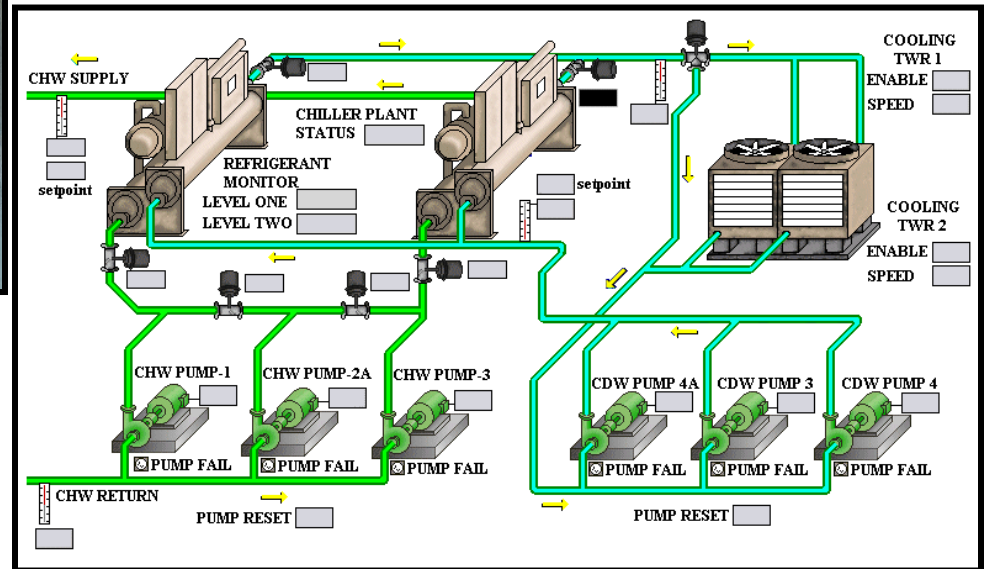 COOLING
TWR 1
ENABLE
SPEED
CHW SUPPLY
CHILLER PLANT
STATUS
setpoint
REFRIGERANT
MONITOR
LEVEL ONE
LEVEL TWO
setpoint
COOLING
TWR 2
ENABLE
SPEED
CHW PUMP-1
CHW PUMP-2A
CHW PUMP-3
CDW PUMP 4A
CDW PUMP 3
CDW PUMP 4
PUMP FAIL
PUMP FAIL
PUMP FAIL
PUMP FAIL
PUMP FAIL
PUMP FAIL
CHW RETURN
PUMP RESET
PUMP RESET